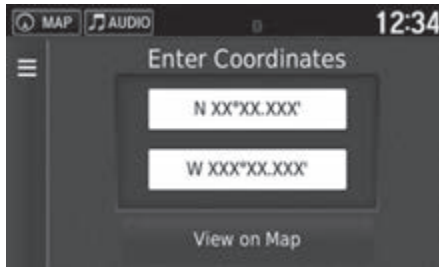 MAP AUDIO 12:34
Enter Coordinates
N XX°XX.XXX'
W XXX°XX.XXX'
View on Map